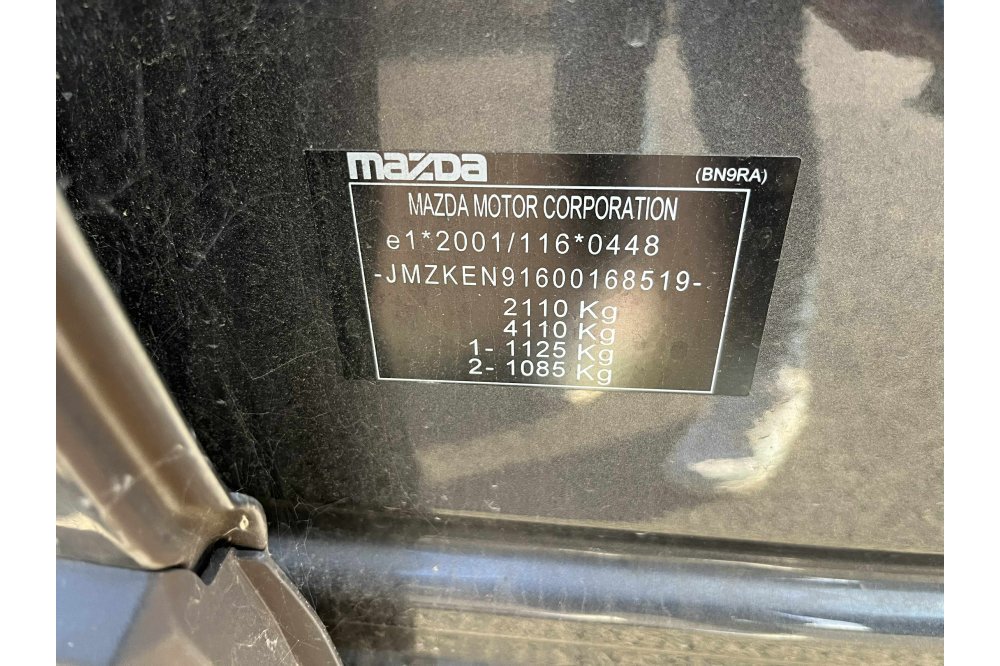 mazda (BN9RA)
MAZDA MOTOR CORPORATION
e1*2001/116*0448
-JMZKEN91600168519-
2110 Kg
4110 Kg
1- 1125 Kg
2- 1085 Kg